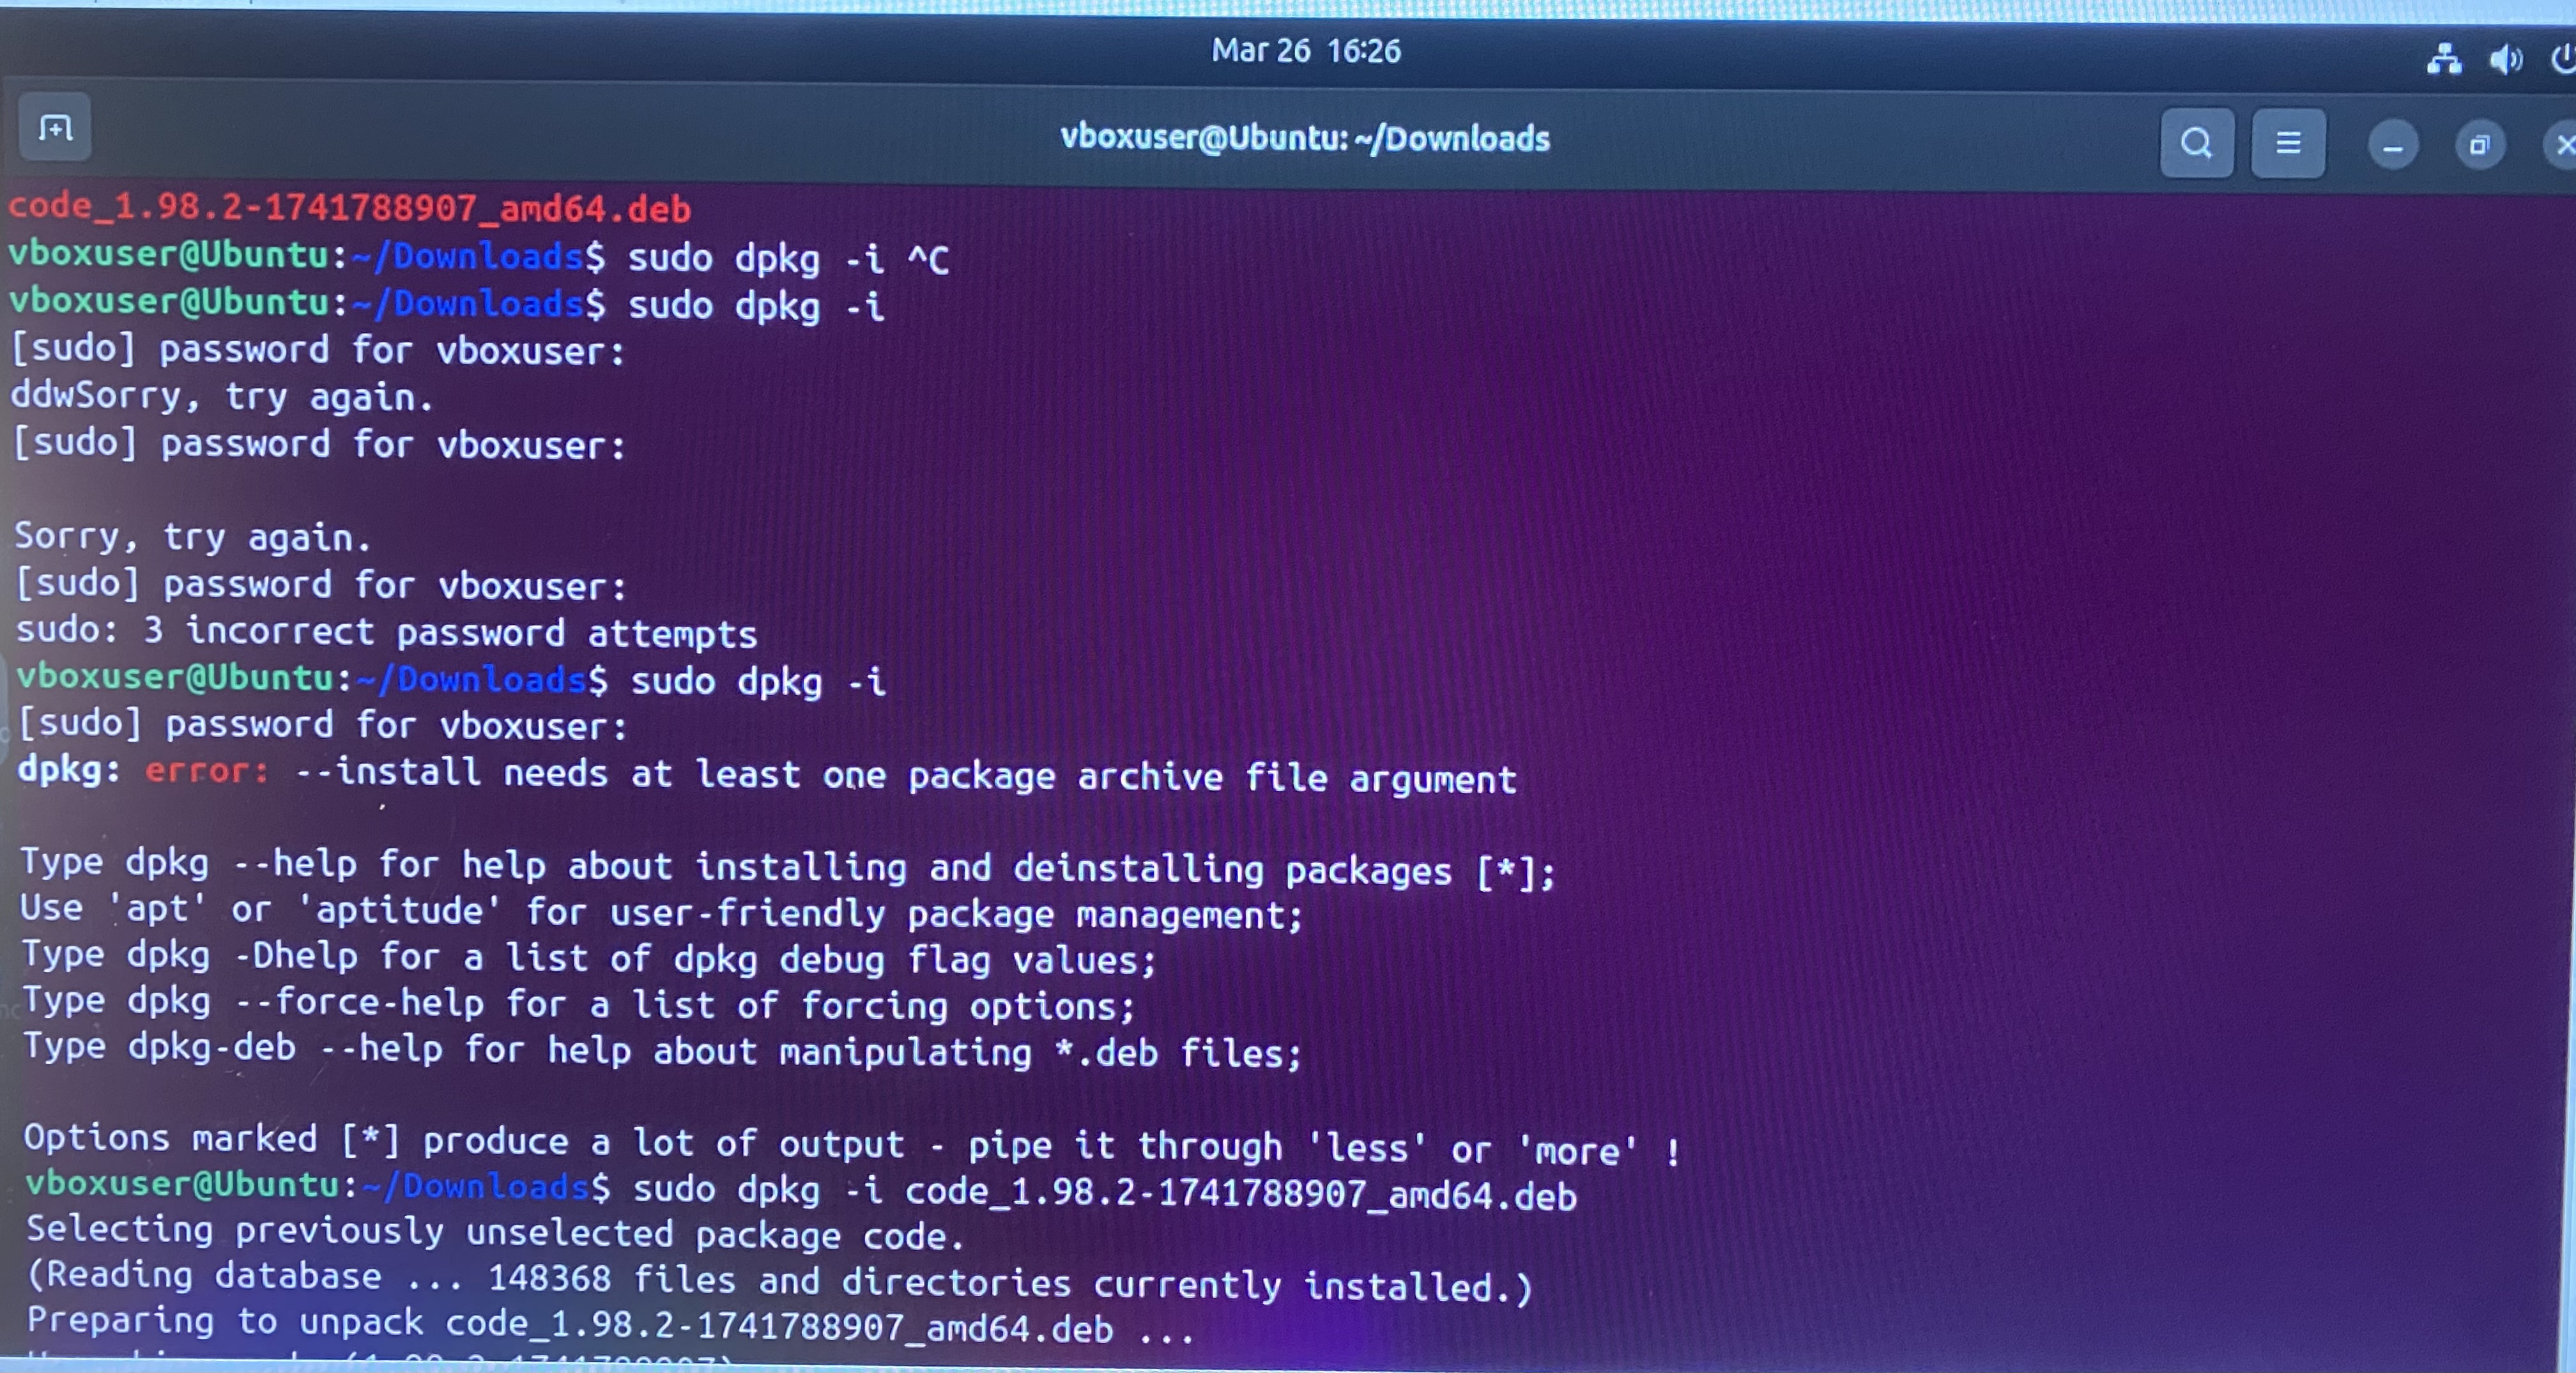 Mar 26 16:26
vboxuser@Ubuntu: ~/Downloads
code_1.98.2-1741788907_amd64.deb
vboxuser@Ubuntu:~/Downloads$ sudo dpkg -i ^C
vboxuser@Ubuntu:~/Downloads$ sudo dpkg -i
[sudo] password for vboxuser:
ddwSorry, try again.
[sudo] password for vboxuser:
Sorry, try again.
[sudo] password for vboxuser:
sudo: 3 incorrect password attempts
vboxuser@Ubuntu:~/Downloads$ sudo dpkg -i
[sudo] password for vboxuser:
dpkg: error: --install needs at least one package archive file argument
Type dpkg --help for help about installing and deinstalling packages [*];
Use 'apt' or 'aptitude' for user-friendly package management;
Type dpkg -Dhelp for a list of dpkg debug flag values;
Type dpkg --force-help for a list of forcing options;
Type dpkg-deb --help for help about manipulating *.deb files;
Options marked [*] produce a lot of output - pipe it through 'less' or 'more' !
vboxuser@Ubuntu:~/Downloads$ sudo dpkg -i code_1.98.2-1741788907_amd64.deb
Selecting previously unselected package code.
(Reading database ... 148368 files and directories currently installed.)
Preparing to unpack code_1.98.2-1741788907_amd64.deb ...